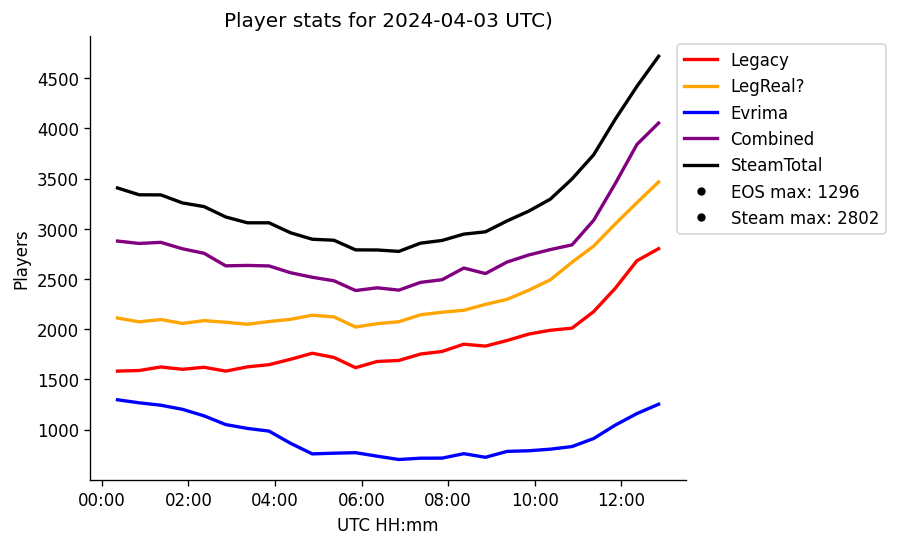 Player stats for 2024-04-03 UTC)
Legacy
LegReal?
Evrima
Combined
SteamTotal
EOS max: 1296
Steam max: 2802
Players
4500
4000
3500
3000
2500
2000
1500
1000
00:00 02:00 04:00 06:00 08:00 10:00 12:00
UTC HH:mm